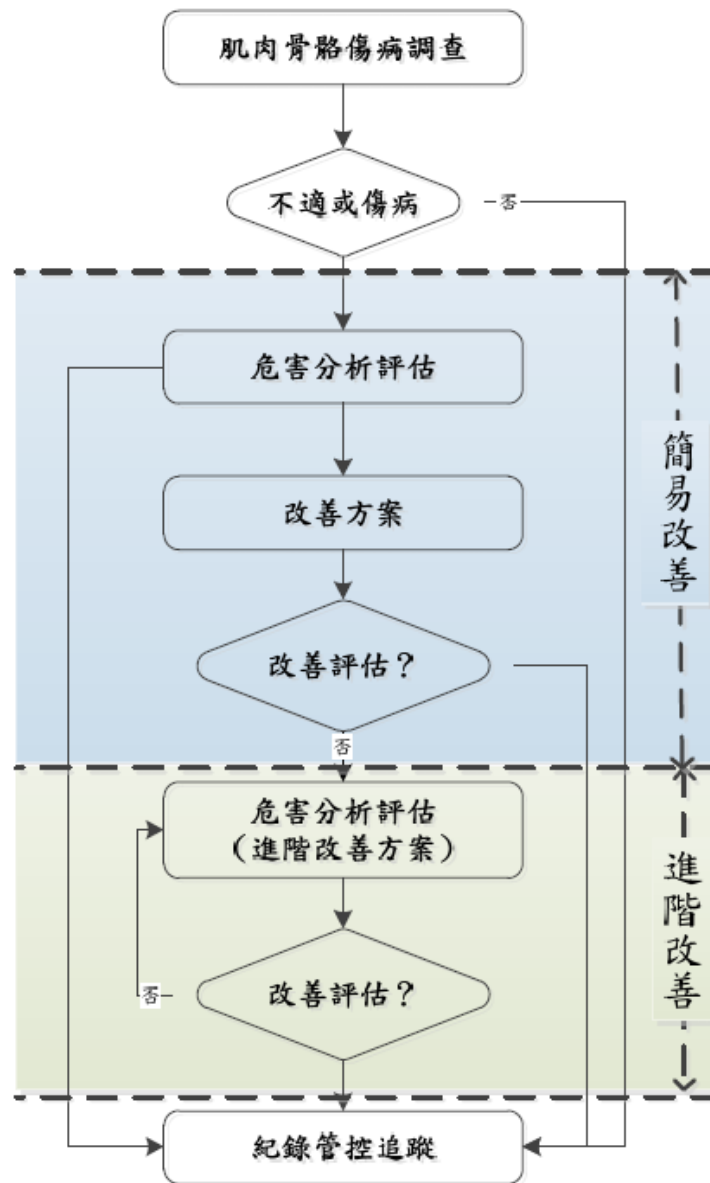 肌肉骨骼傷病調查
不適或傷病
否
危害分析評估
改善方案
簡易改善
改善評估？
否
危害分析評估
（進階改善方案）
進階改善
改善評估？
否
紀錄管控追蹤